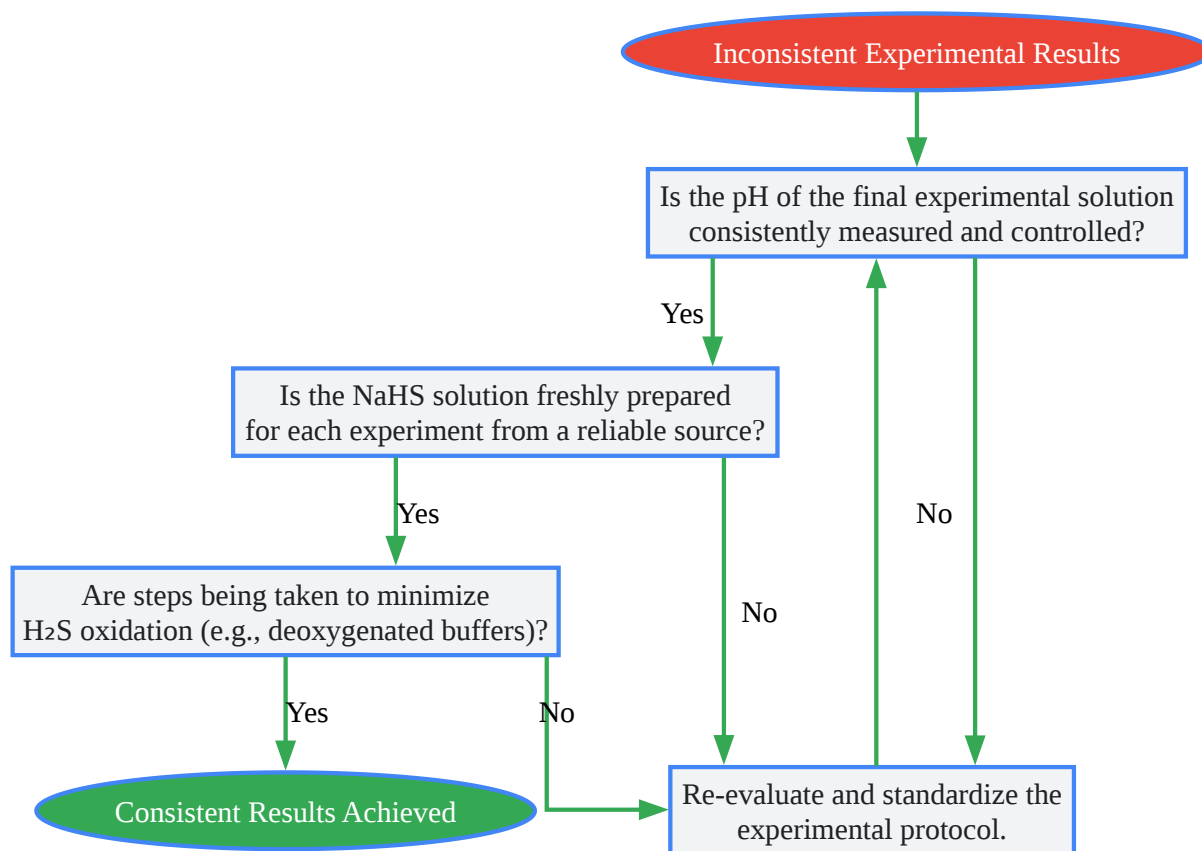 Inconsistent Experimental Results
Is the pH of the final experimental solution
consistently measured and controlled?
Yes
Is the NaHS solution freshly prepared
for each experiment from a reliable source?
Yes
No
Are steps being taken to minimize
H₂S oxidation (e.g., deoxygenated buffers)?
No
Yes
No
Consistent Results Achieved
Re-evaluate and standardize the
experimental protocol.